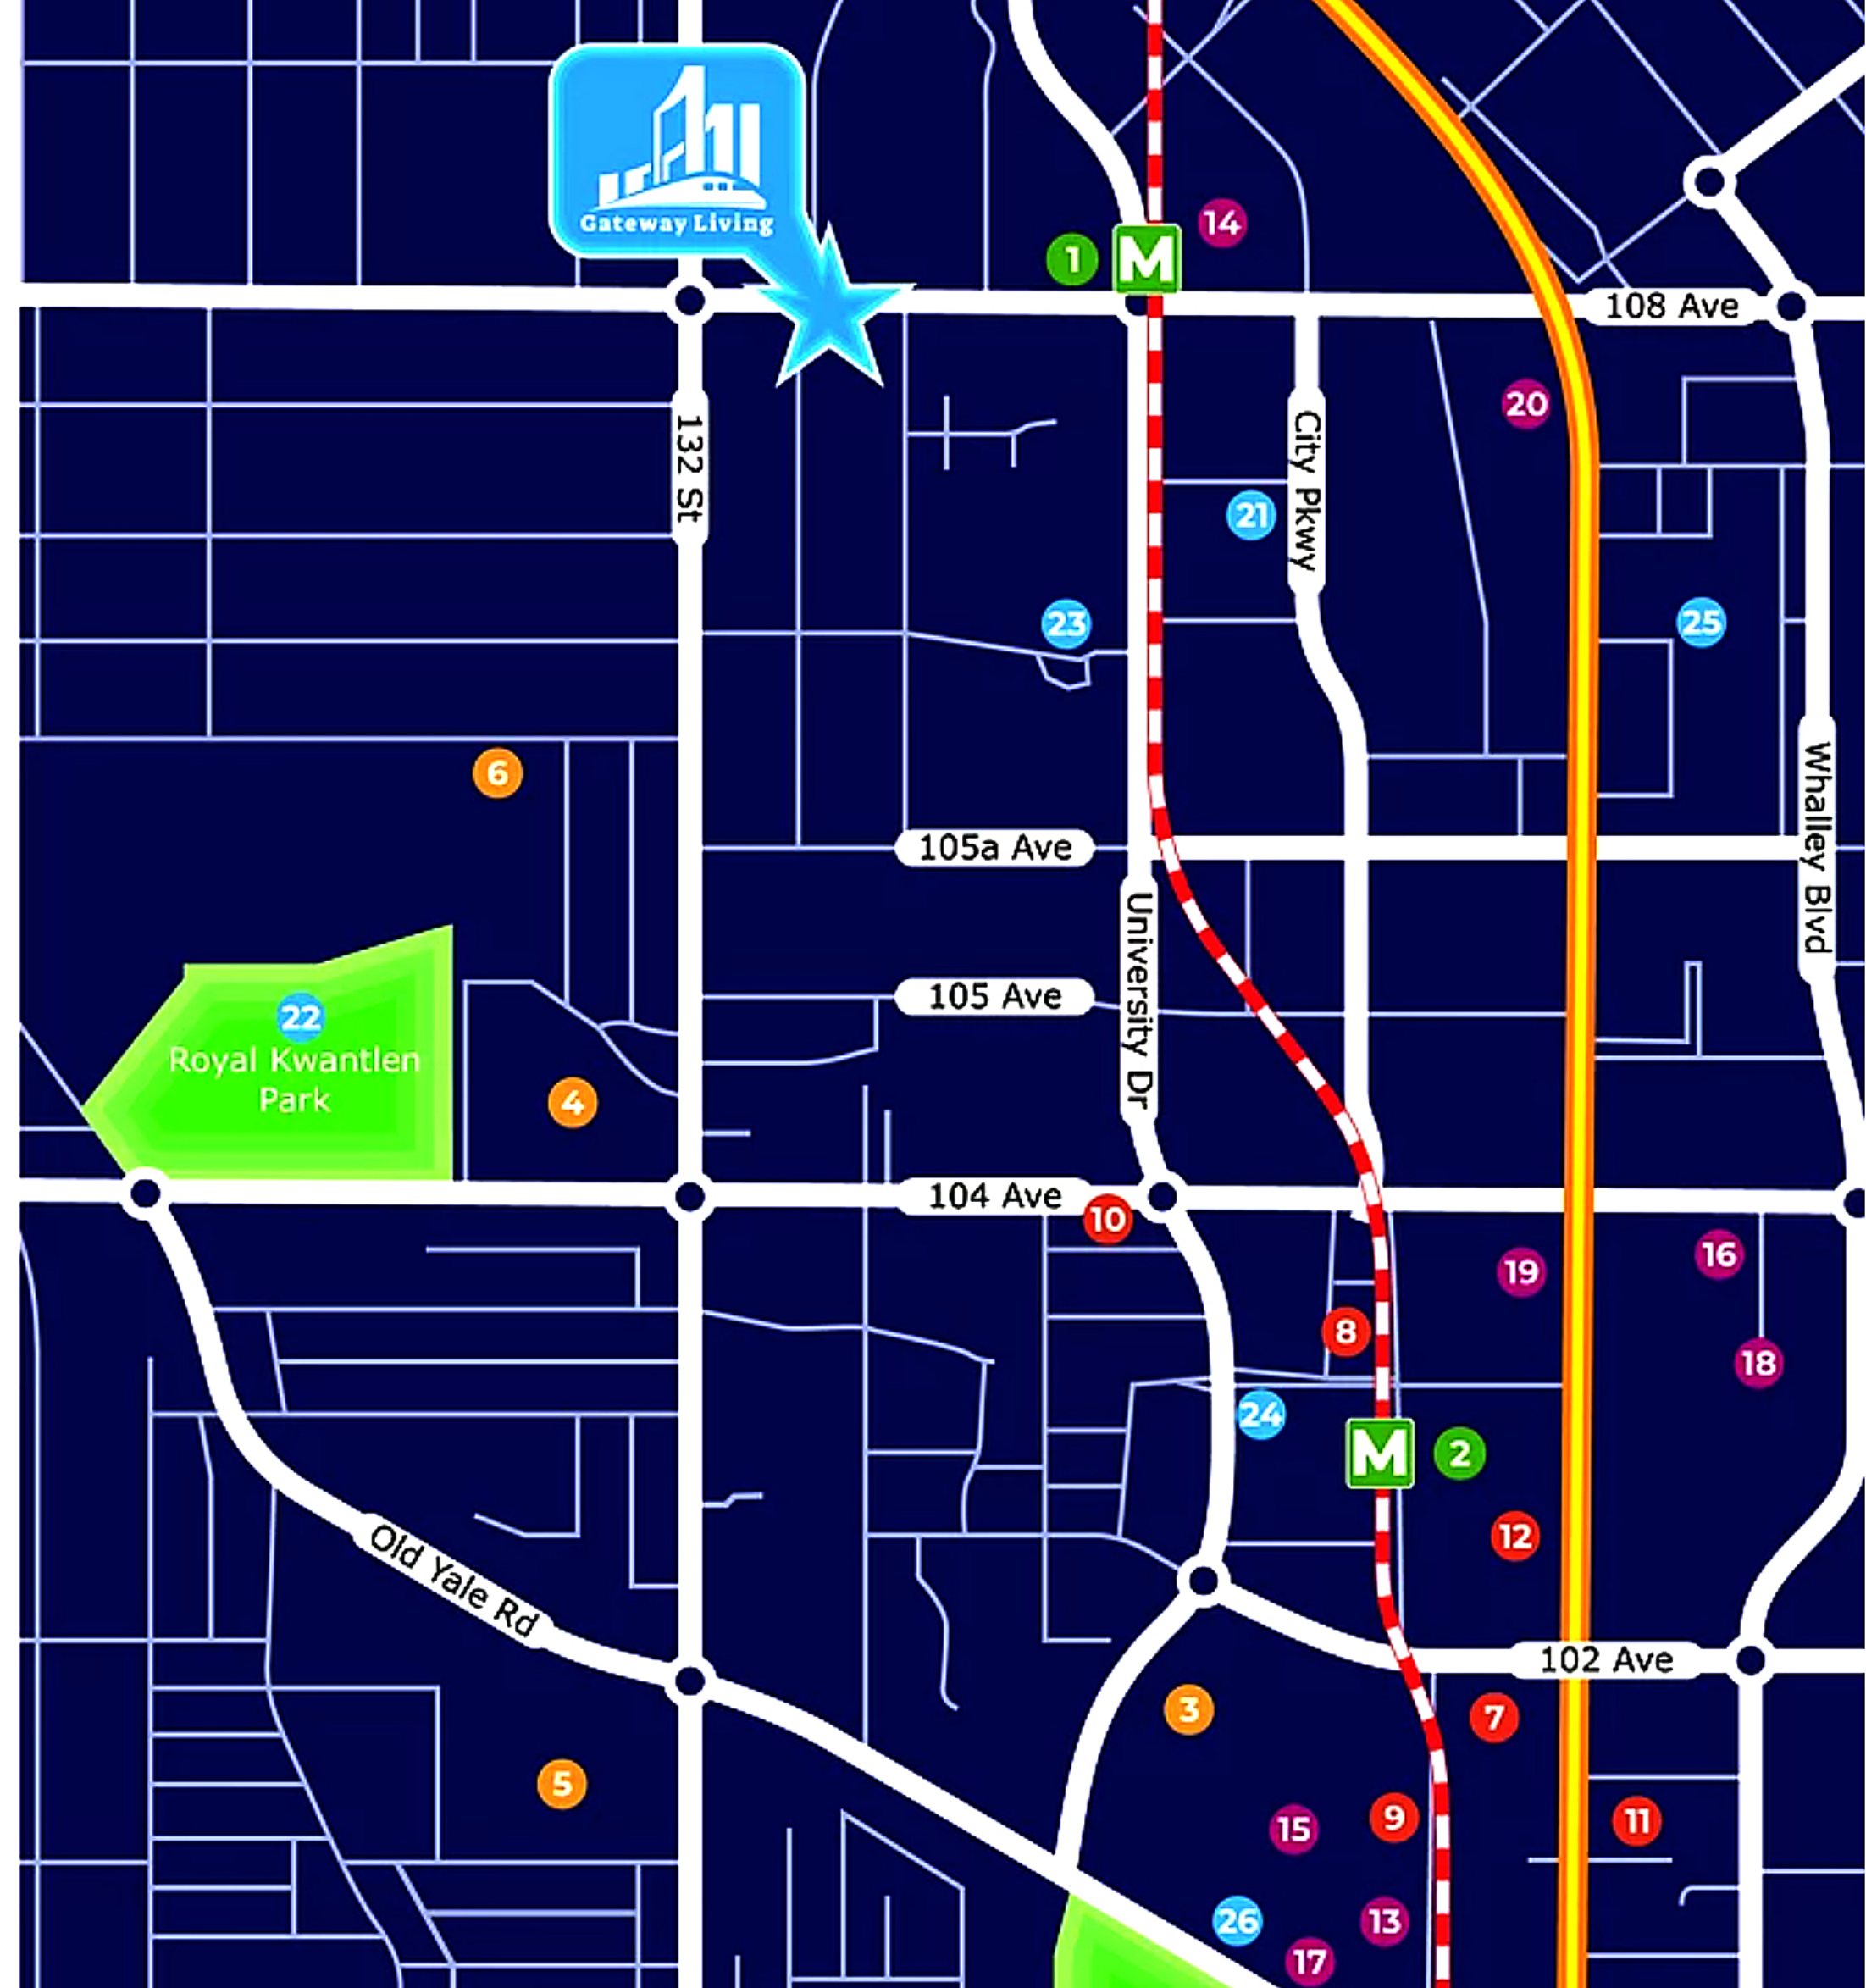 Gateway Living
14
1
M
108 Ave
20
132 St
City Pkwy
21
23
25
6
Whalley Blvd
105a Ave
University Dr
105 Ave
22
Royal Kwantlen
Park
4
104 Ave
10
16
19
8
18
24
M
2
12
Old Yale Rd
102 Ave
3
7
5
9
11
15
26
13
17